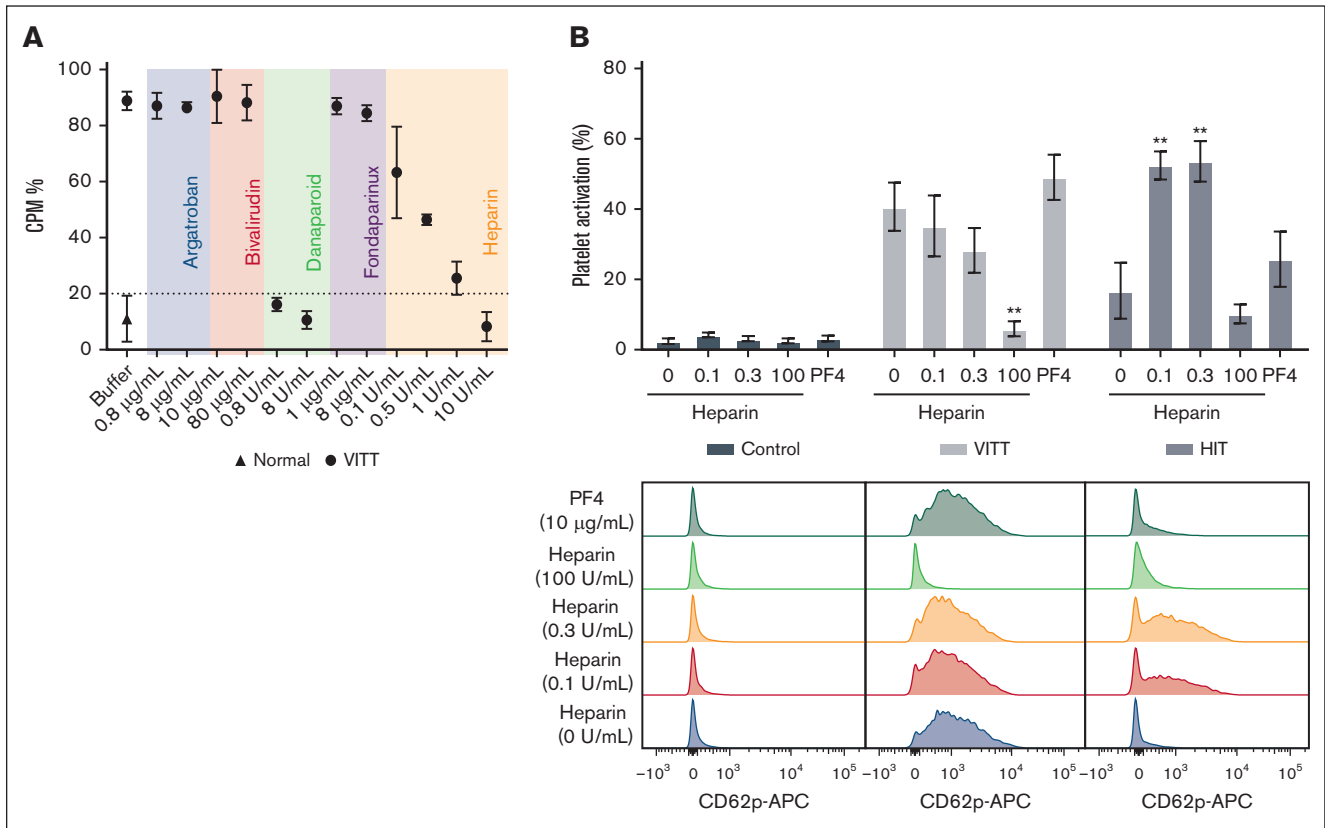 A
CPM %
100
80
60
40
20
0
Argatroban
Bivalirudin
Danaparoid
Fondaparinux
Heparin
Buffer
0.8 µg/mL
8 µg/mL
10 µg/mL
80 µg/mL
0.8 U/mL
8 U/mL
1 µg/mL
8 µg/mL
0.1 U/mL
0.5 U/mL
1 U/mL
10 U/mL
▲ Normal ● VITT
B
Platelet activation (%)
80
60
40
20
0
**
** **
0 0.1 0.3 100 PF4 0 0.1 0.3 100 PF4 0 0.1 0.3 100 PF4
Heparin Heparin Heparin
Control VITT HIT
PF4
(10 µg/mL)
Heparin
(100 U/mL)
Heparin
(0.3 U/mL)
Heparin
(0.1 U/mL)
Heparin
(0 U/mL)
−10³ 0 10³ 10⁴ 10⁵ −10³ 0 10³ 10⁴ 10⁵ −10³ 0 10³ 10⁴ 10⁵
CD62p-APC CD62p-APC CD62p-APC